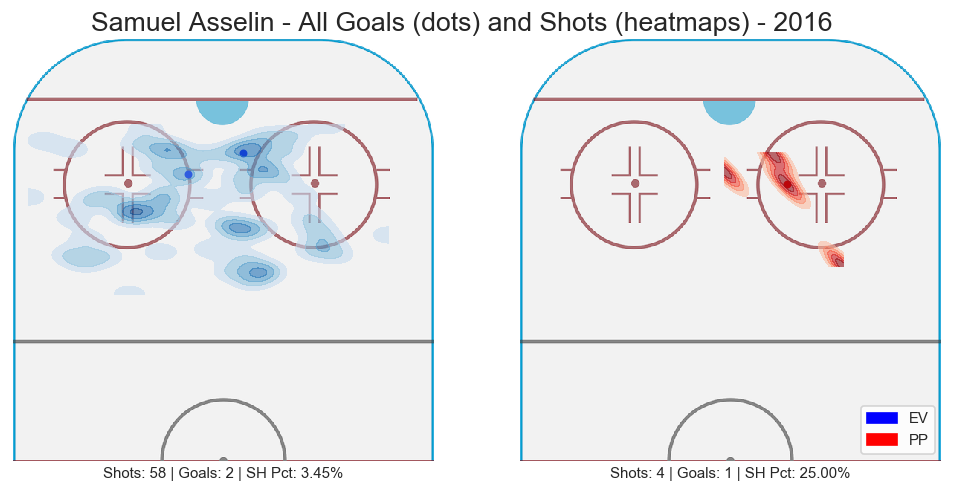 Samuel Asselin - All Goals (dots) and Shots (heatmaps) - 2016
EV
PP
Shots: 58 | Goals: 2 | SH Pct: 3.45%
Shots: 4 | Goals: 1 | SH Pct: 25.00%